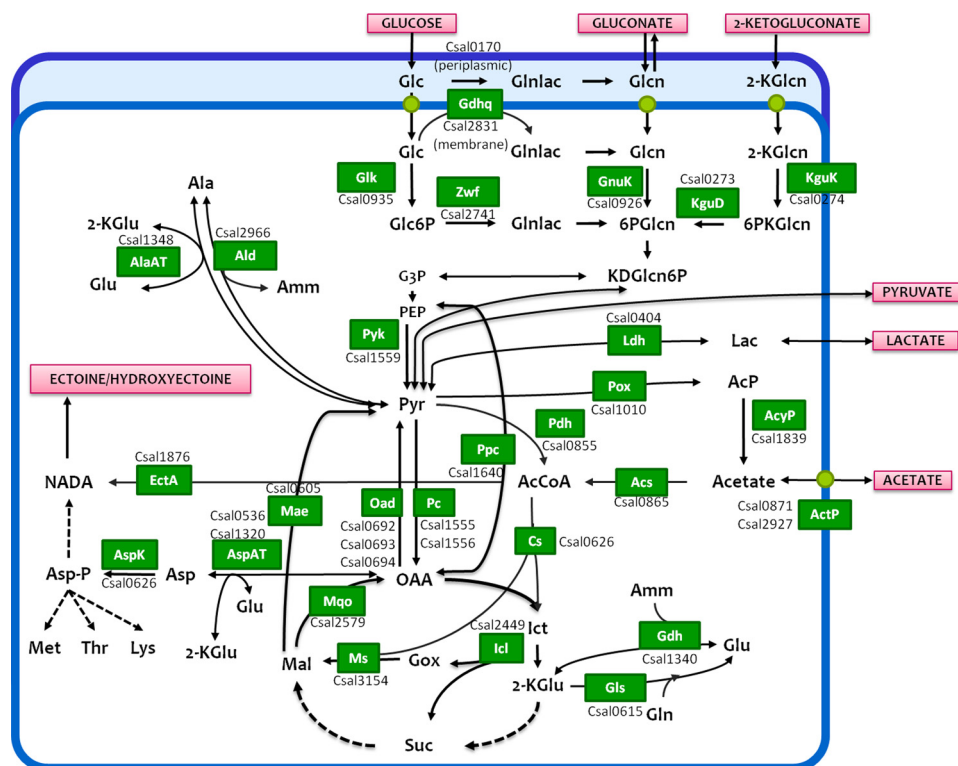 GLUCOSE
GLUCONATE
2-KETOGLUCONATE
Csal0170
(periplasmic)
Glc
Glnlac
Glcn
2-KGlcn
Gdhq
Csal2831
(membrane)
Glc
Glnlac
Glcn
2-KGlcn
Glk
Csal0935
Zwf
Csal2741
GnuK
Csal0926
Csal0273
KguD
KguK
Csal0274
Glc6P
Glnlac
6PGlcn
6PKGlcn
Ala
2-KGlu
Csal1348
AlaAT
Glu
Csal2966
Ald
Amm
G3P
KDGlcn6P
PEP
PYRUVATE
Pyk
Csal1559
Csal0404
Ldh
Lac
LACTATE
ECTOINE/HYDROXYECTOINE
Pox
Csal1010
AcP
Pyr
Pdh
Csal0855
AcyP
Csal1839
Ppc
Csal1640
Csal1876
EctA
NADA
AcCoA
Acs
Csal0865
Acetate
ACETATE
Csal0871
Csal2927
ActP
Csal0605
Mae
Csal0536
Csal1320
AspAT
Oad
Csal0692
Csal0693
Csal0694
Pc
Csal1555
Csal1556
Cs
Csal0626
AspK
Csal0626
Asp-P
Asp
OAA
Glu
2-KGlu
Met
Thr
Lys
Mqo
Csal2579
Amm
Ict
Csal2449
Icl
Gdh
Csal1340
Glu
Mal
Ms
Csal3154
Gox
2-KGlu
Gls
Csal0615
Gln
Suc